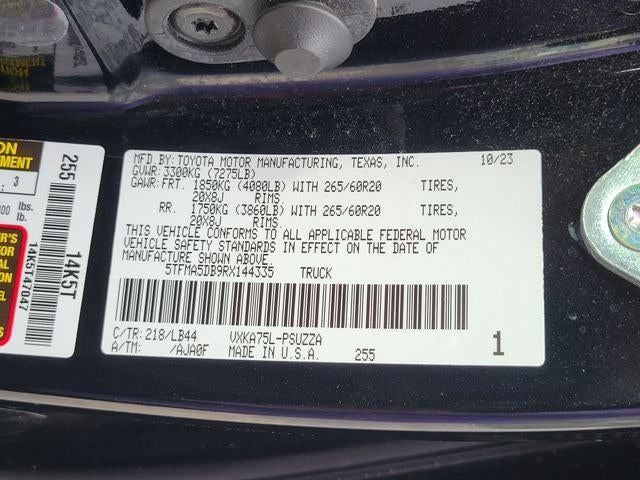 MFD.BY: TOYOTA MOTOR MANUFACTURING, TEXAS, INC. 10/23
GVWR: 3300KG (7275LB)
GAWR: FRT. 1850KG (4080LB) WITH 265/60R20 TIRES,
20X8J RIMS.
RR. 1750KG (3860LB) WITH 265/60R20 TIRES,
20X8J RIMS.
THIS VEHICLE CONFORMS TO ALL APPLICABLE FEDERAL MOTOR
VEHICLE SAFETY STANDARDS IN EFFECT ON THE DATE OF
MANUFACTURE SHOWN ABOVE.
5TFMA5DB9RX144335 TRUCK
C/TR: 218/LB44 VXKA75L-PSUZZA
A/TM: /AJA0F MADE IN U.S.A. 255 1
255 14K5T
14K5T47047
: 3
lbs.
lb.